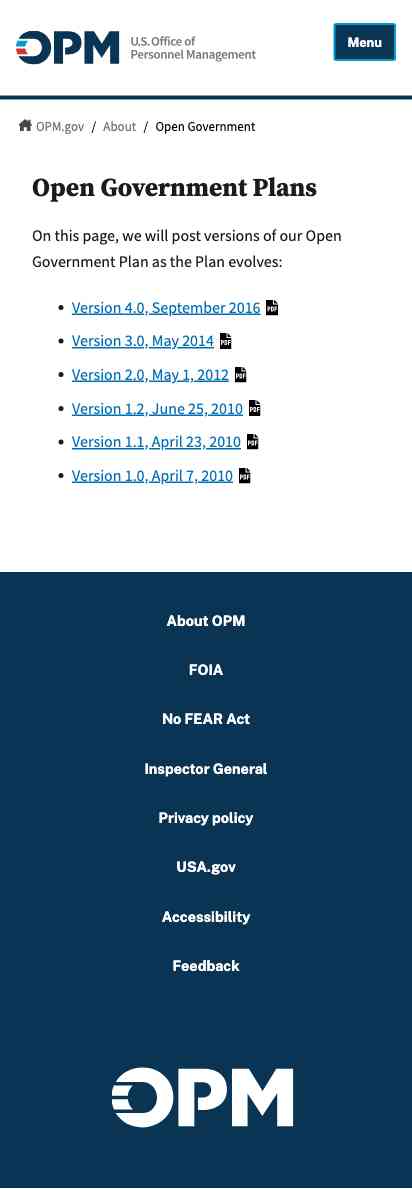 OPM U.S. Office of
Personnel Management
Menu
OPM.gov / About / Open Government
Open Government Plans
On this page, we will post versions of our Open
Government Plan as the Plan evolves:
• Version 4.0, September 2016 PDF
• Version 3.0, May 2014 PDF
• Version 2.0, May 1, 2012 PDF
• Version 1.2, June 25, 2010 PDF
• Version 1.1, April 23, 2010 PDF
• Version 1.0, April 7, 2010 PDF
About OPM
FOIA
No FEAR Act
Inspector General
Privacy policy
USA.gov
Accessibility
Feedback
OPM